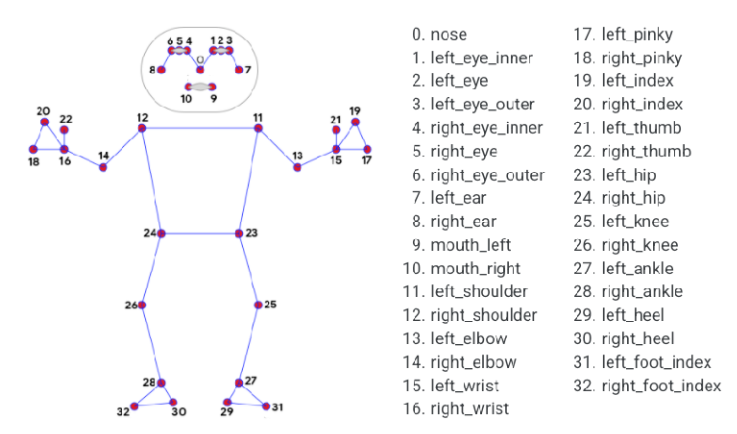 6 5 4 1 2 3
0
8 7
10 9
20 22 12 11 21 19
18 16 14 13 15 17
24 23
26 25
28 27
32 30 29 31
0. nose
1. left_eye_inner
2. left_eye
3. left_eye_outer
4. right_eye_inner
5. right_eye
6. right_eye_outer
7. left_ear
8. right_ear
9. mouth_left
10. mouth_right
11. left_shoulder
12. right_shoulder
13. left_elbow
14. right_elbow
15. left_wrist
16. right_wrist
17. left_pinky
18. right_pinky
19. left_index
20. right_index
21. left_thumb
22. right_thumb
23. left_hip
24. right_hip
25. left_knee
26. right_knee
27. left_ankle
28. right_ankle
29. left_heel
30. right_heel
31. left_foot_index
32. right_foot_index